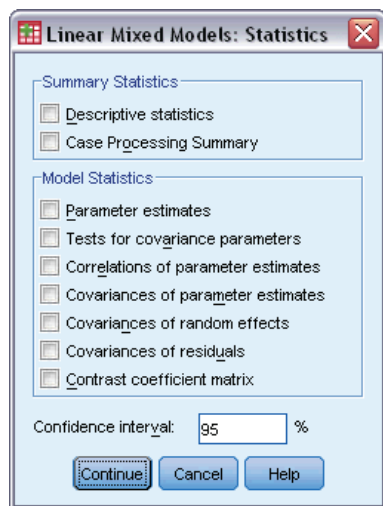 Linear Mixed Models: Statistics
Summary Statistics
Descriptive statistics
Case Processing Summary
Model Statistics
Parameter estimates
Tests for covariance parameters
Correlations of parameter estimates
Covariances of parameter estimates
Covariances of random effects
Covariances of residuals
Contrast coefficient matrix
Confidence interval: 95 %
Continue Cancel Help